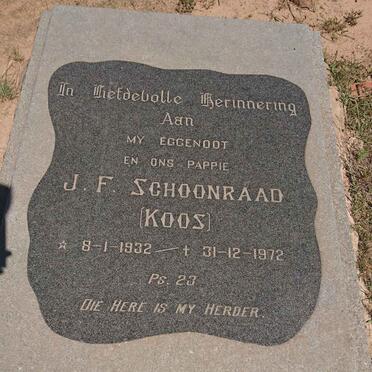 In Liefdevolle Herinnering
Aan
MY EGGENOOT
EN ONS PAPPIE
J. F. SCHOONRAAD
(KOOS)
☆ 8-1-1932 — † 31-12-1972
Ps. 23
DIE HERE IS MY HERDER.